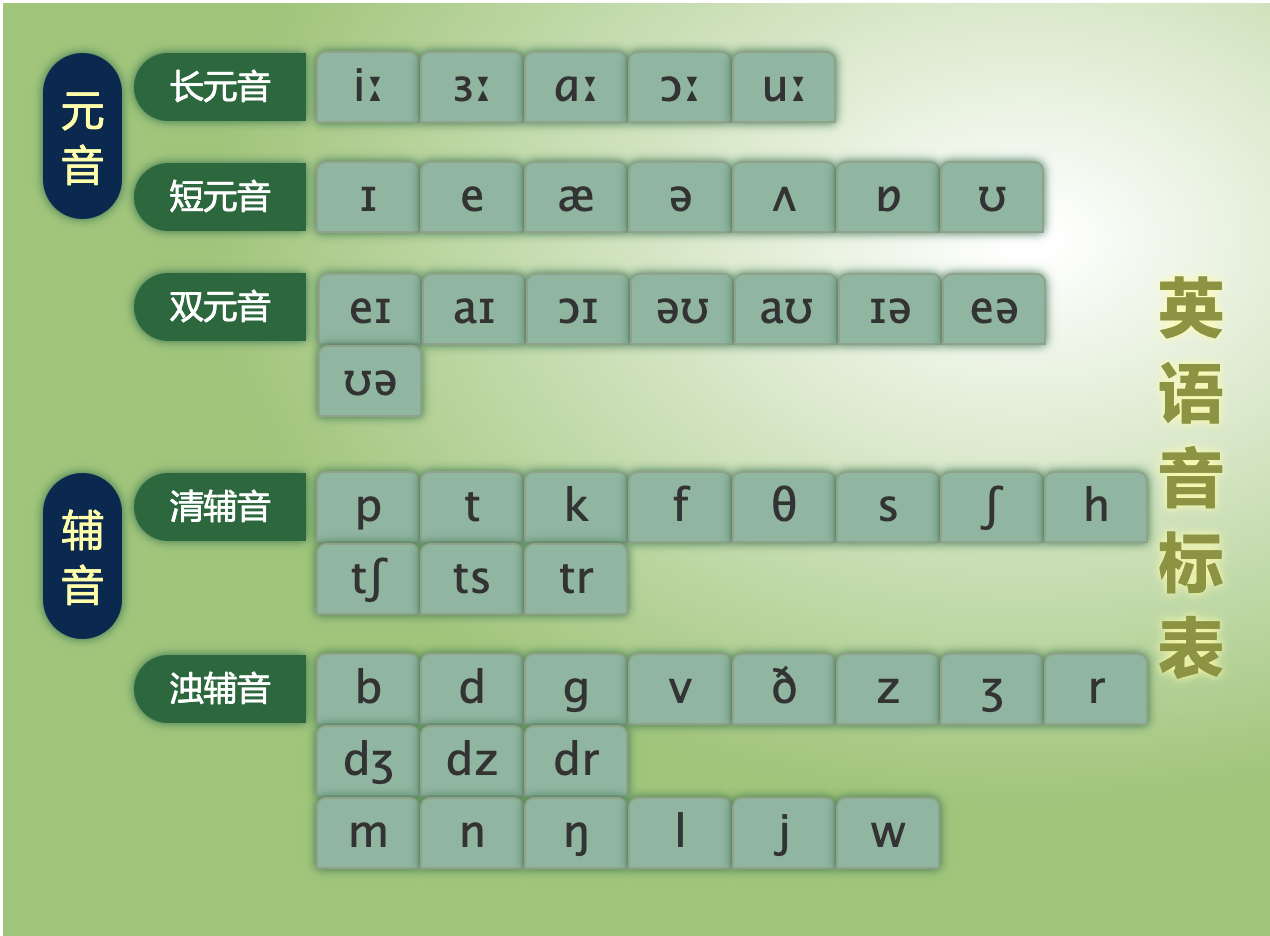 元音
长元音 iː ɜː ɑː ɔː uː
短元音 ɪ e æ ə ʌ ɒ ʊ
双元音 eɪ aɪ ɔɪ əʊ aʊ ɪə eə
ʊə
辅音
清辅音 p t k f θ s ʃ h
tʃ ts tr
浊辅音 b d g v ð z ʒ r
dʒ dz dr
m n ŋ l j w
英语音标表